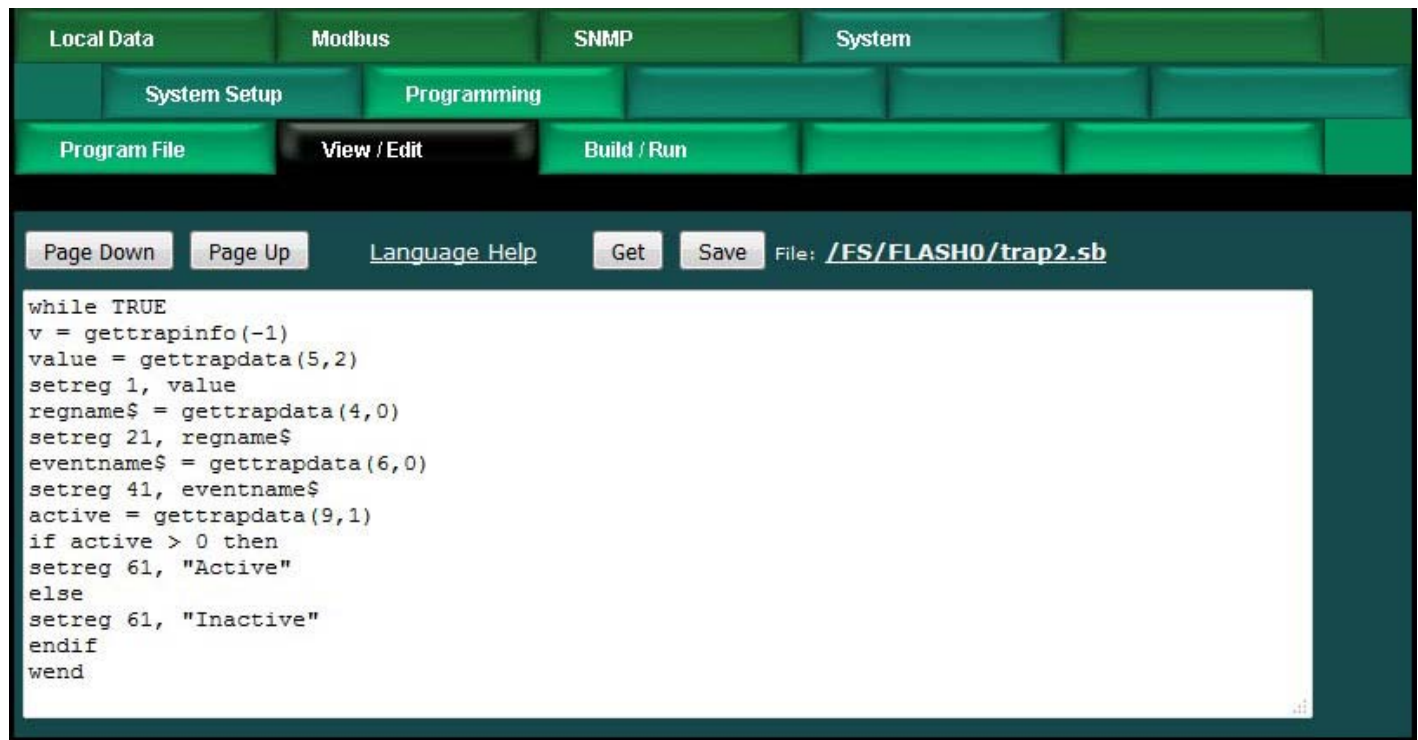 Local Data Modbus SNMP System
System Setup Programming
Program File View / Edit Build / Run
Page Down Page Up Language Help Get Save File: /FS/FLASH0/trap2.sb
while TRUE
v = gettrapinfo(-1)
value = gettrapdata(5,2)
setreg 1, value
regname$ = gettrapdata(4,0)
setreg 21, regname$
eventname$ = gettrapdata(6,0)
setreg 41, eventname$
active = gettrapdata(9,1)
if active > 0 then
setreg 61, "Active"
else
setreg 61, "Inactive"
endif
wend